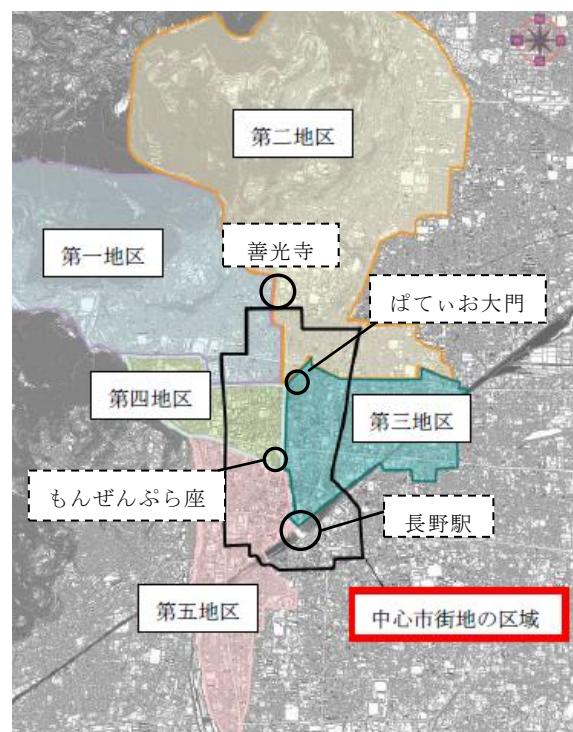 第二地区
善光寺
第一地区
ぱてぃお大門
第四地区
第三地区
もんぜんぷら座
長野駅
第五地区
中心市街地の区域